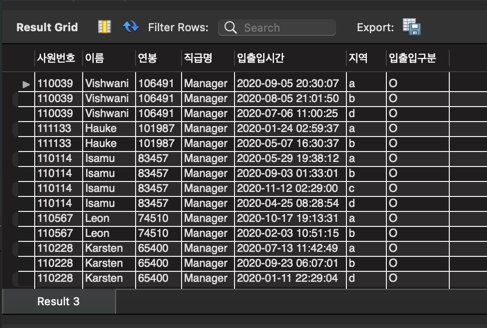 Result Grid Filter Rows: Search Export:
사원번호 이름 연봉 직급명 입출입시간 지역 입출입구분
110039 Vishwani 106491 Manager 2020-09-05 20:30:07 a O
110039 Vishwani 106491 Manager 2020-08-05 21:01:50 b O
110039 Vishwani 106491 Manager 2020-07-06 11:00:25 d O
111133 Hauke 101987 Manager 2020-01-24 02:59:37 a O
111133 Hauke 101987 Manager 2020-05-07 16:30:37 b O
110114 Isamu 83457 Manager 2020-05-29 19:38:12 a O
110114 Isamu 83457 Manager 2020-09-03 01:33:01 b O
110114 Isamu 83457 Manager 2020-11-12 02:29:00 c O
110114 Isamu 83457 Manager 2020-04-25 08:28:54 d O
110567 Leon 74510 Manager 2020-10-17 19:13:31 a O
110567 Leon 74510 Manager 2020-02-03 10:51:15 b O
110228 Karsten 65400 Manager 2020-07-13 11:42:49 a O
110228 Karsten 65400 Manager 2020-09-23 06:07:01 b O
110228 Karsten 65400 Manager 2020-01-11 22:29:04 d O
Result 3